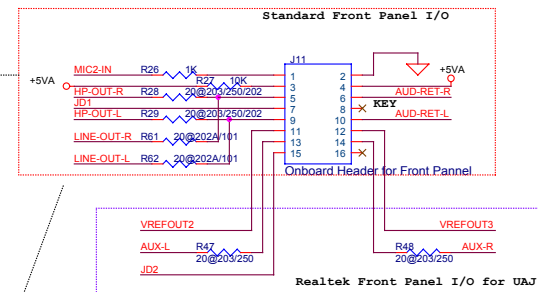 Standard Front Panel I/O
J11
MIC2-IN R26 1K 1 2
+5VA R27 10K 3 4 +5VA
HP-OUT-R R28 20@203/250/202 5 6 AUD-RET-R
JD1 7 8 KEY
HP-OUT-L R29 20@203/250/202 9 10 AUD-RET-L
11 12
LINE-OUT-R R61 20@202A/101 13 14
LINE-OUT-L R62 20@202A/101 15 16
Onboard Header for Front Pannel
VREFOUT2 VREFOUT3
AUX-L R47 R48 AUX-R
20@203/250 20@203/250
JD2
Realtek Front Panel I/O for UAJ